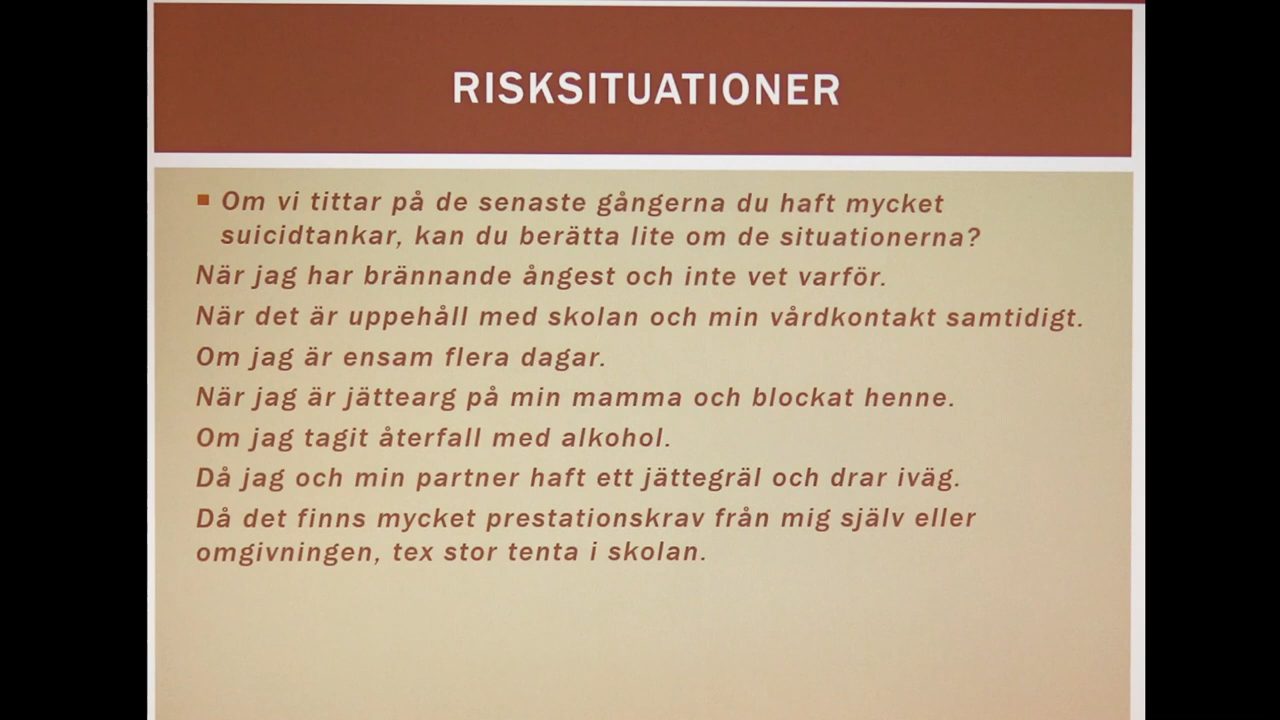 RISKSITUATIONER
Om vi tittar på de senaste gångerna du haft mycket
suicidtankar, kan du berätta lite om de situationerna?
När jag har brännande ångest och inte vet varför.
När det är uppehåll med skolan och min vårdkontakt samtidigt.
Om jag är ensam flera dagar.
När jag är jättearg på min mamma och blockat henne.
Om jag tagit återfall med alkohol.
Då jag och min partner haft ett jättegräl och drar iväg.
Då det finns mycket prestationskrav från mig själv eller
omgivningen, tex stor tenta i skolan.